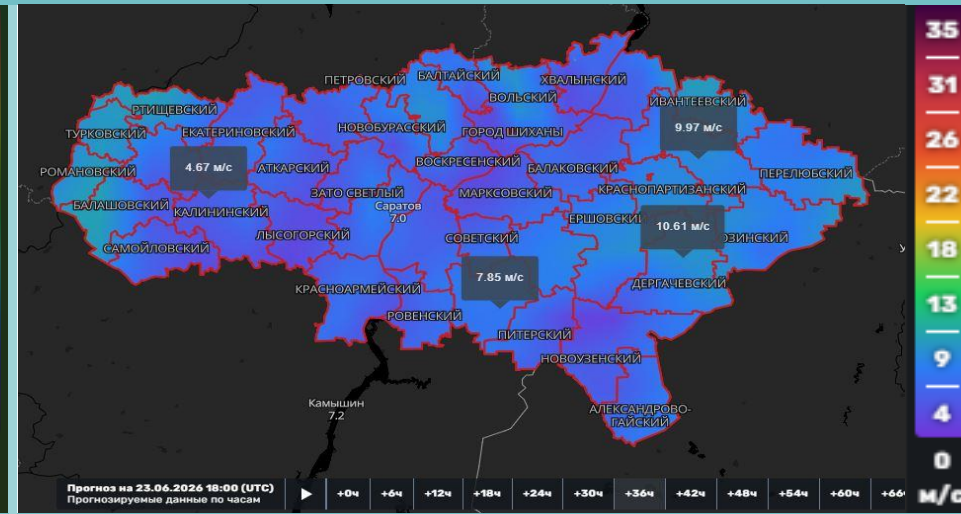 ПЕТРОВСКИЙ
БАЛТАЙСКИЙ
ХВАЛЫНСКИЙ
ВОЛЬСКИЙ
РТИЩЕВСКИЙ
ИВАНТЕЕВСКИЙ
ТУРКОВСКИЙ
ЕКАТЕРИНОВСКИЙ
НОВОБУРАССКИЙ
ГОРОД ШИХАНЫ
9.97 м/с
РОМАНОВСКИЙ
4.67 м/с
АТКАРСКИЙ
ВОСКРЕСЕНСКИЙ
БАЛАКОВСКИЙ
ПЕРЕЛЮБСКИЙ
ЗАТО СВЕТЛЫЙ
МАРКСОВСКИЙ
КРАСНОПАРТИЗАНСКИЙ
БАЛАШОВСКИЙ
КАЛИНИНСКИЙ
Саратов
7.0
ЕРШОВСКИЙ
10.61 м/с
ОЗИНСКИЙ
САМОЙЛОВСКИЙ
ЛЫСОГОРСКИЙ
СОВЕТСКИЙ
7.85 м/с
КРАСНОАРМЕЙСКИЙ
ДЕРГАЧЕВСКИЙ
РОВЕНСКИЙ
ПИТЕРСКИЙ
НОВОУЗЕНСКИЙ
Камышин
7.2
АЛЕКСАНДРОВО-
ГАЙСКИЙ
Прогноз на 23.06.2026 18:00 (UTC)
Прогнозируемые данные по часам
+0ч +6ч +12ч +18ч +24ч +30ч +36ч +42ч +48ч +54ч +60ч +66
35
31
26
22
18
13
9
4
0
м/с